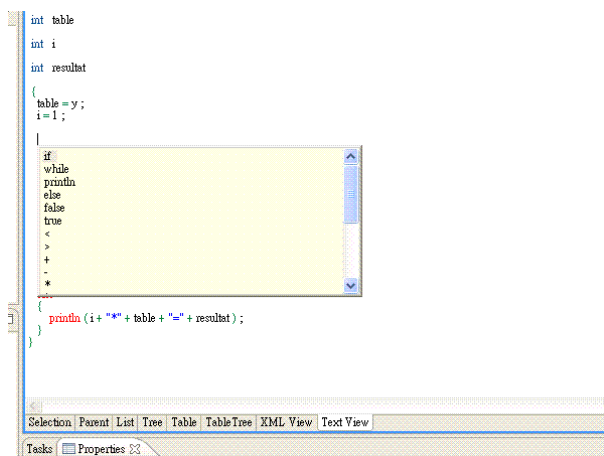 int table
int i
int resultat
{
table = y ;
i = 1 ;
if
while
println
else
false
true
<
>
+
-
*
{
println ( i + "*" + table + "=" + resultat ) ;
}
}
Selection Parent List Tree Table TableTree XML View Text View
Tasks Properties